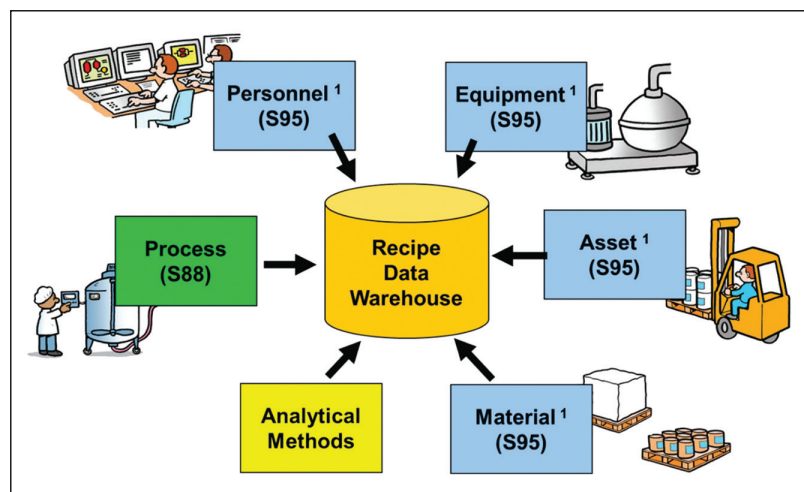 Personnel ¹
(S95)
Equipment ¹
(S95)
Process
(S88)
Recipe
Data
Warehouse
Asset ¹
(S95)
Analytical
Methods
Material ¹
(S95)